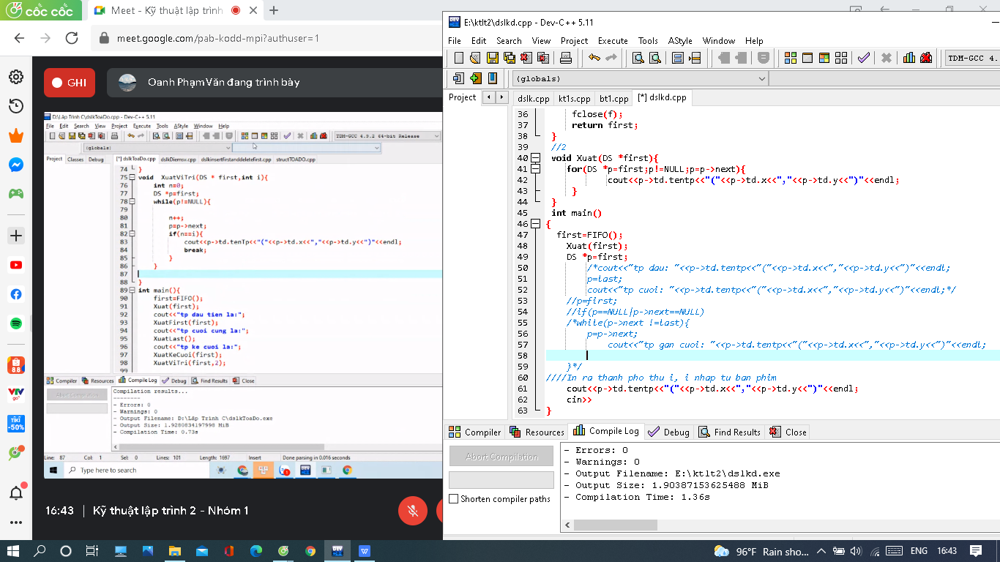 cốc cốc
Meet - Kỹ thuật lập trình
meet.google.com/pab-kodd-mpi?authuser=1
GHI
Oanh PhạmVăn đang trình bày
D:\Lập Trình C\dslkToaDo.cpp - Dev-C++ 5.11
File Edit Search View Project Execute Tools AStyle Window Help
TDM-GCC 4.9.2 64-bit Release
(globals)
Project Classes Debug
[*] dslkToaDo.cpp dslkDiemsv.cpp dslkinsertfirstanddeletefirst.cpp structTOADO.cpp
74 }
75 void XuatViTri(DS * first,int i){
76 int n=0;
77 DS *p=first;
78 while(p!=NULL){
79
80 n++;
81 p=p->next;
82 if(n==i){
83 cout<<p->td.tenTp<<"("<<p->td.x<<","<<p->td.y<<")"<<endl;
84 break;
85 }
86 }
87
88 }
89 int main(){
90 first=FIFO();
91 Xuat(first);
92 cout<<"tp dau tien la:";
93 XuatFirst(first);
94 cout<<"tp cuoi cung la:";
95 XuatLast();
96 cout<<"tp ke cuoi la:";
97 XuatKeCuoi(first);
98 XuatViTri(first,2);
99
Compiler Resources Compile Log Debug Find Results Close
Abort Compilation
Compilation results...
--------
- Errors: 0
- Warnings: 0
- Output Filename: D:\Lập Trình C\dslkToaDo.exe
- Output Size: 1.9280834197998 MiB
- Compilation Time: 0.73s
Line: 87 Col: 1 Sel: 0 Lines: 101 Length: 1697 Insert Done parsing in 0.016 seconds
Type here to search
16:43 | Kỹ thuật lập trình 2 - Nhóm 1
8.8
VTV
go
TIKI
-50%
E:\ktlt2\dslkd.cpp - Dev-C++ 5.11
File Edit Search View Project Execute Tools AStyle Window Help
TDM-GCC 4.
(globals)
Project
dslk.cpp kt1s.cpp bt1.cpp [*] dslkd.cpp
36 fclose(f);
37 return first;
38 }
39 //2
40 void Xuat(DS *first){
41 for(DS *p=first;p!=NULL;p=p->next){
42 cout<<p->td.tentp<<"("<<p->td.x<<","<<p->td.y<<")"<<endl;
43 }
44 }
45 int main()
46 {
47 first=FIFO();
48 Xuat(first);
49 DS *p=first;
50 /*cout<<"tp dau: "<<p->td.tentp<<"("<<p->td.x<<","<<p->td.y<<")"<<endl;
51 p=last;
52 cout<<"tp cuoi: "<<p->td.tentp<<"("<<p->td.x<<","<<p->td.y<<")"<<endl;*/
53 //p=first;
54 //if(p==NULL|p->next==NULL)
55 /*while(p->next !=last){
56 p=p->next;
57 cout<<"tp gan cuoi: "<<p->td.tentp<<"("<<p->td.x<<","<<p->td.y<<")"<<endl;
58
59 }*/
60 ////In ra thanh pho thu i, i nhap tu ban phim
61 cout<<p->td.tentp<<"("<<p->td.x<<","<<p->td.y<<")"<<endl;
62 cin>>
63 }
Compiler Resources Compile Log Debug Find Results Close
Abort Compilation
Shorten compiler paths
- Errors: 0
- Warnings: 0
- Output Filename: E:\ktlt2\dslkd.exe
- Output Size: 1.90387153625488 MiB
- Compilation Time: 1.36s
DEV
96°F Rain sho... ENG 16:43